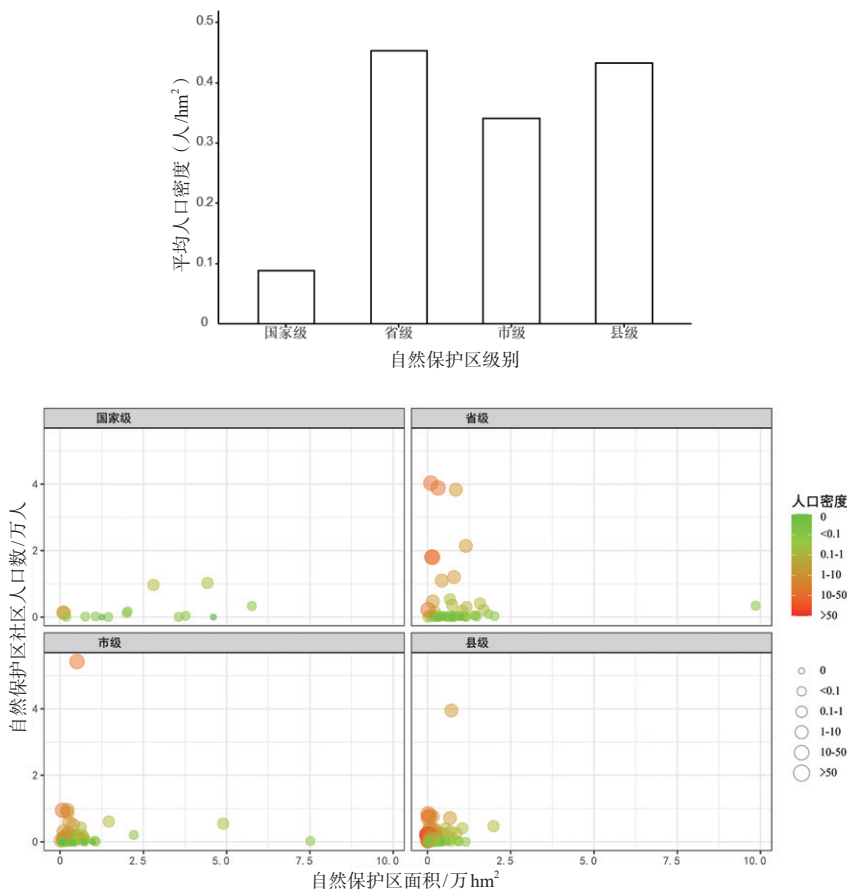 0.5
0.4
0.3
0.2
0.1
0
平均人口密度（人/hm²）
国家级 省级 市级 县级
自然保护区级别
国家级 省级
4
2
0
市级 县级
4
2
0
0 2.5 5.0 7.5 10.0 0 2.5 5.0 7.5 10.0
自然保护区社区人口数/万人
自然保护区面积/万hm²
人口密度
0
<0.1
0.1-1
1-10
10-50
>50
0
<0.1
0.1-1
1-10
10-50
>50